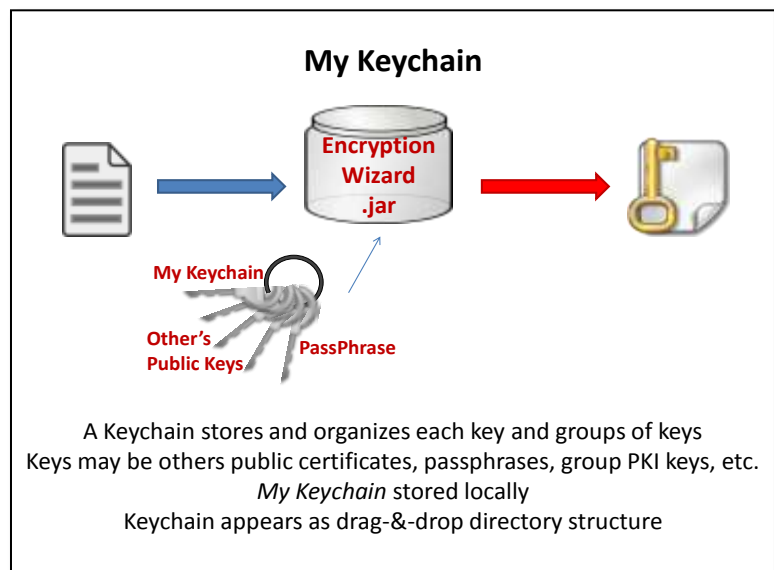 My Keychain
Encryption
Wizard
.jar
My Keychain
Other's
Public Keys
PassPhrase
A Keychain stores and organizes each key and groups of keys
Keys may be others public certificates, passphrases, group PKI keys, etc.
My Keychain stored locally
Keychain appears as drag-&-drop directory structure